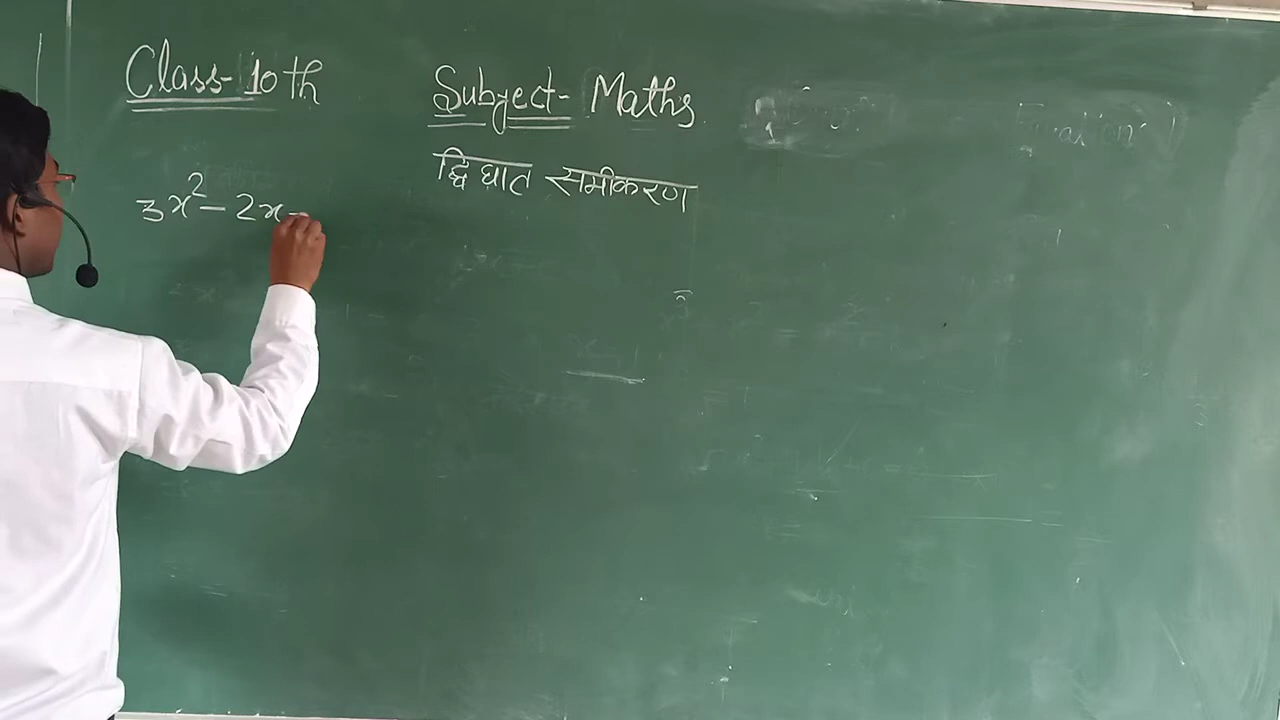 Class-10th
Subject- Maths
द्विघात समीकरण
3x² - 2x -